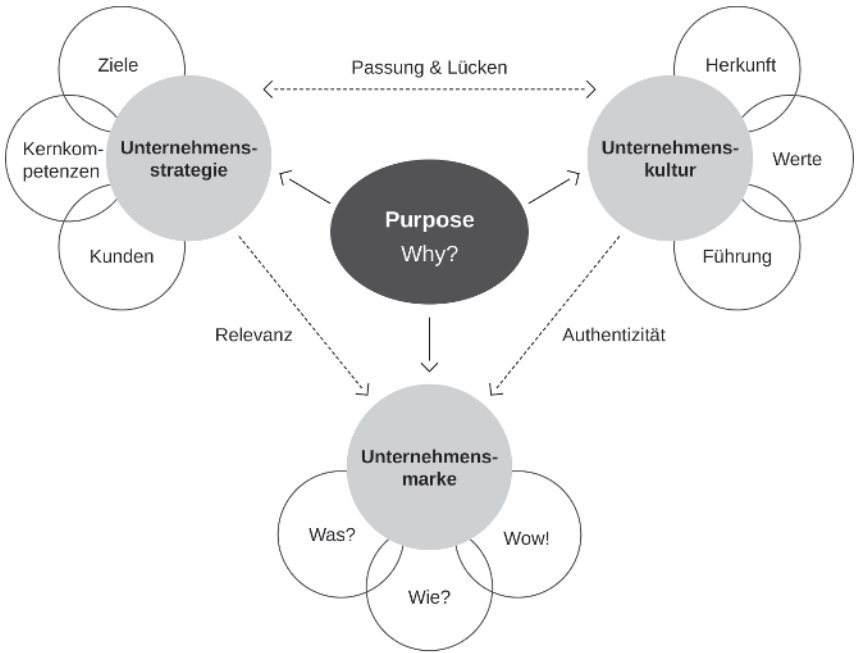 Ziele
Kernkom-
petenzen
Kunden
Unternehmens-
strategie
Passung & Lücken
Herkunft
Werte
Führung
Unternehmens-
kultur
Purpose
Why?
Relevanz
Authentizität
Unternehmens-
marke
Was?
Wie?
Wow!